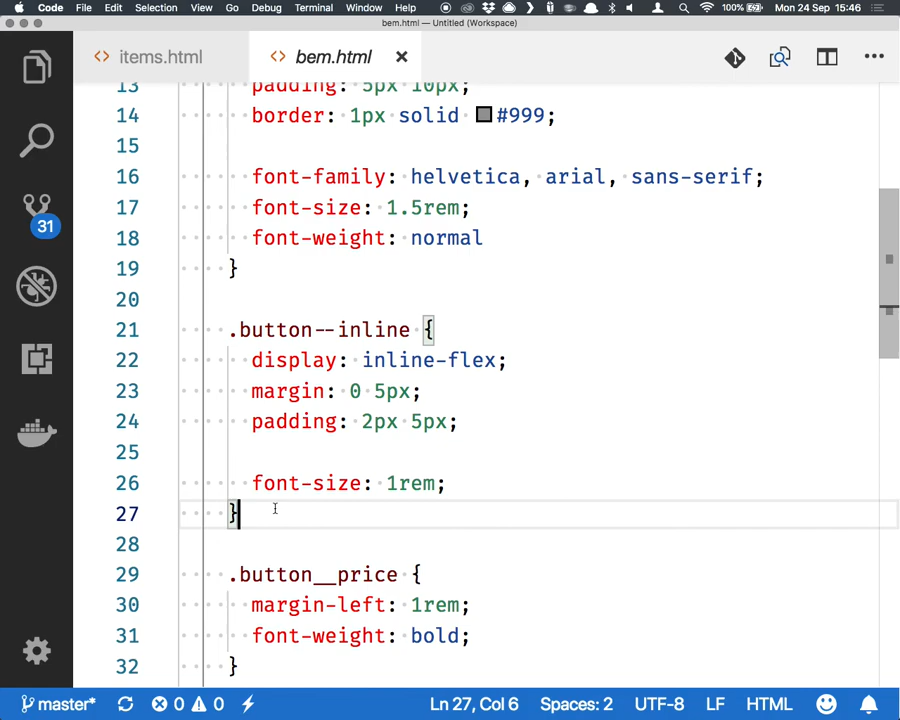 Code File Edit Selection View Go Debug Terminal Window Help 100% Mon 24 Sep 15:46
bem.html — Untitled (Workspace)
<> items.html <> bem.html ×
13 padding: 5px 10px;
14 border: 1px solid #999;
15
16 font-family: helvetica, arial, sans-serif;
17 font-size: 1.5rem;
18 font-weight: normal
19 }
20
21 .button--inline {
22 display: inline-flex;
23 margin: 0 5px;
24 padding: 2px 5px;
25
26 font-size: 1rem;
27 }
28
29 .button__price {
30 margin-left: 1rem;
31 font-weight: bold;
32 }
31
master* 0 0 Ln 27, Col 6 Spaces: 2 UTF-8 LF HTML